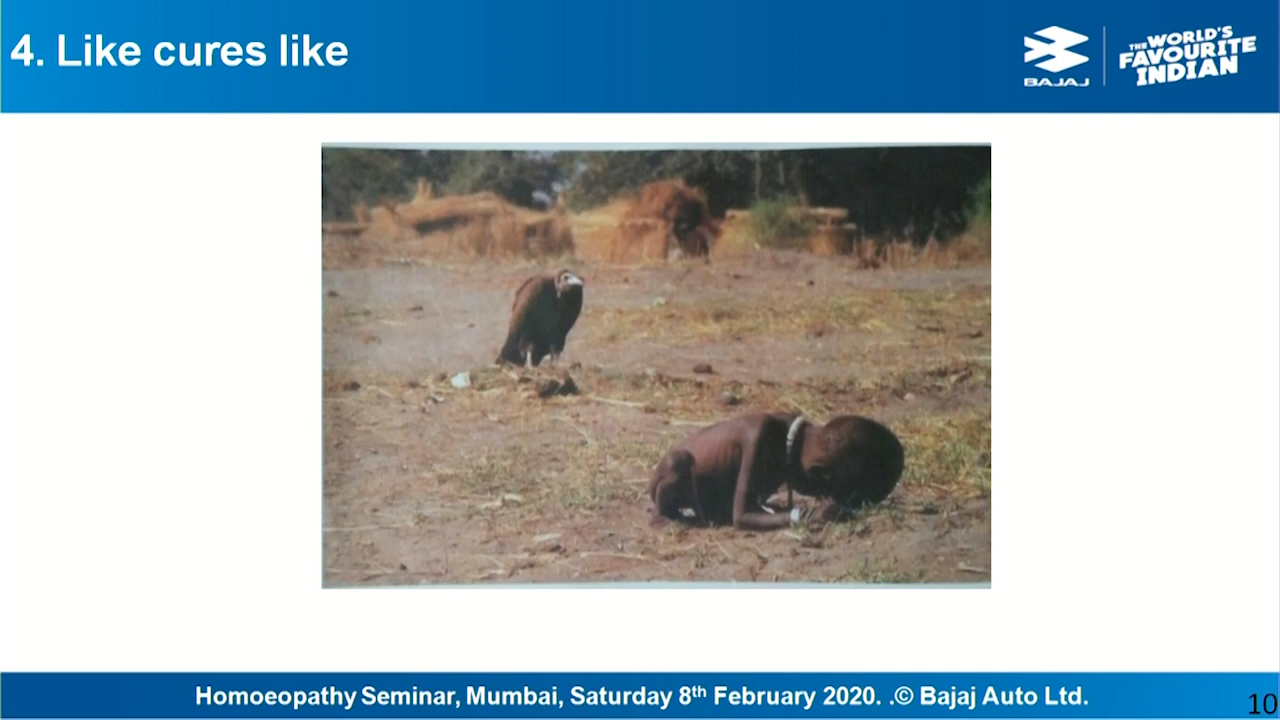 4. Like cures like
BAJAJ
THE WORLD'S
FAVOURITE
INDIAN
Homoeopathy Seminar, Mumbai, Saturday 8th February 2020. .© Bajaj Auto Ltd.
10